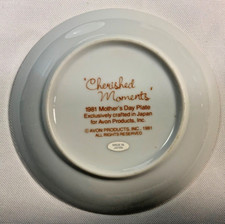 "Cherished
Moments"
1981 Mother's Day Plate
Exclusively crafted in Japan
for Avon Products, Inc.
© AVON PRODUCTS, INC., 1981
ALL RIGHTS RESERVED.